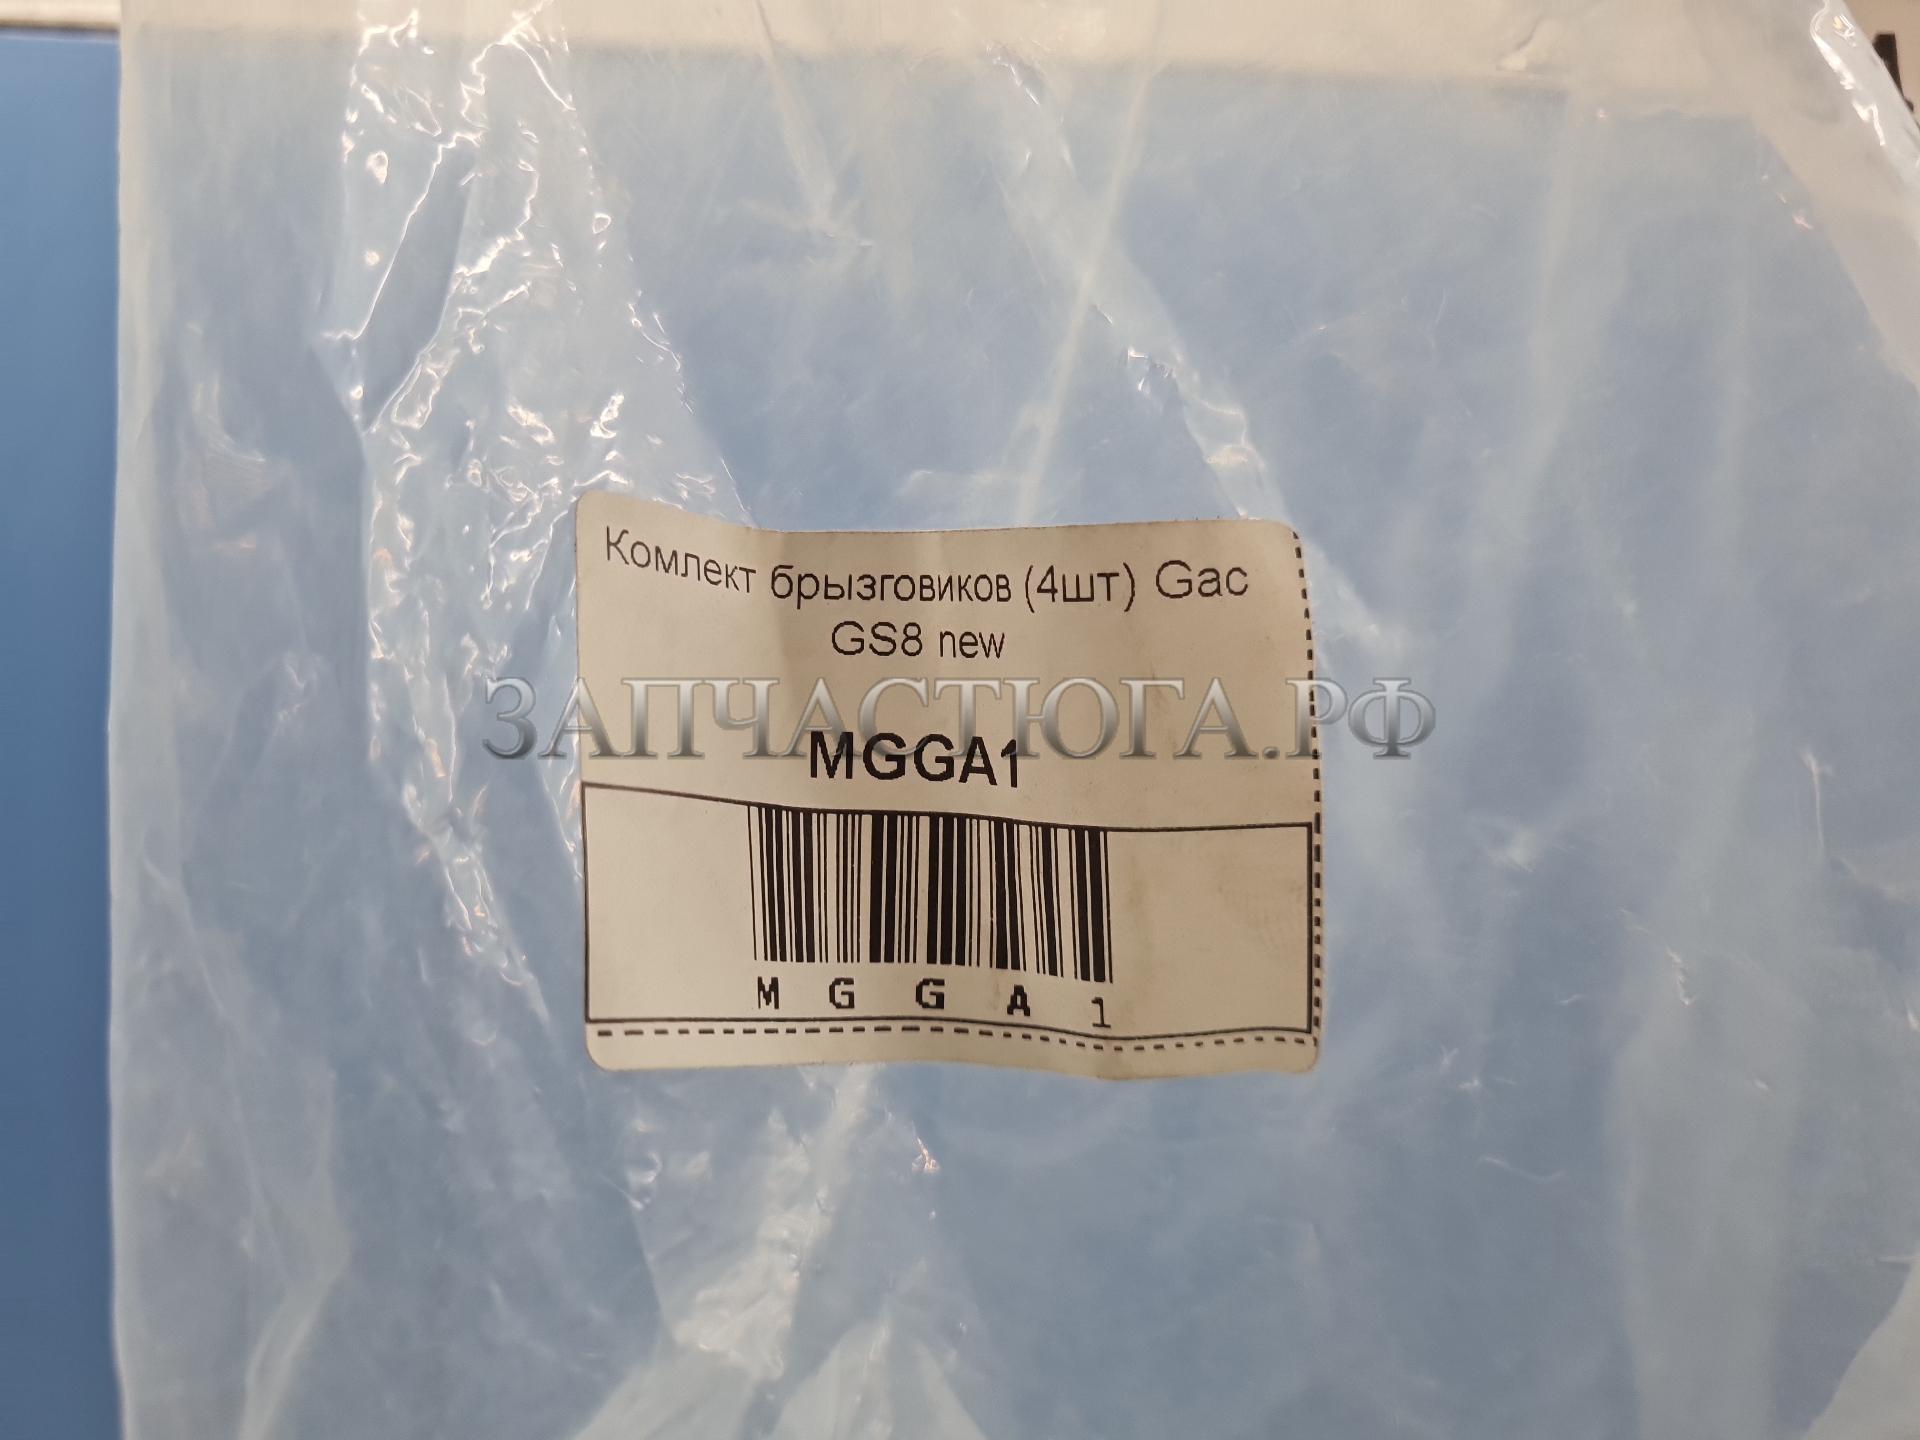 Комлект брызговиков (4шт) Gac
GS8 new
ЗАПЧАСТЮГА.РФ
MGGA1
M G G A 1